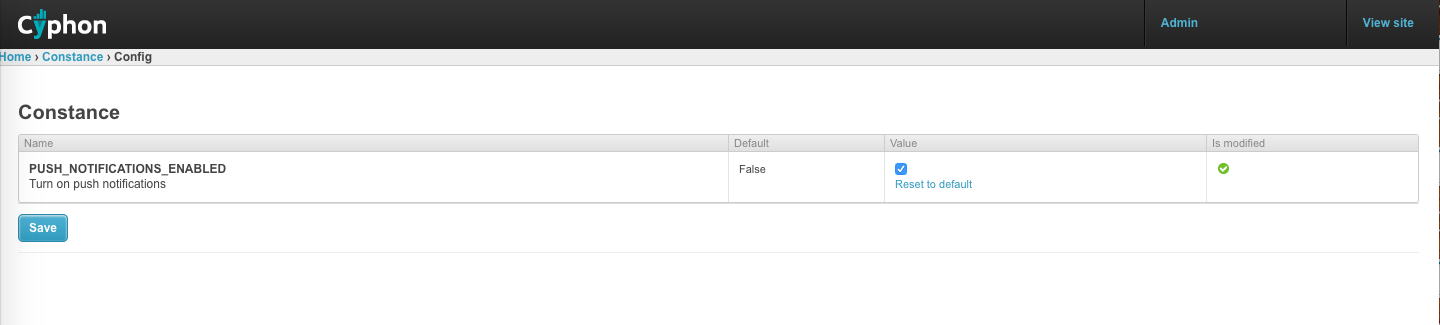 Cyphon
Admin
View site
Home › Constance › Config
Constance
Name Default Value Is modified
PUSH_NOTIFICATIONS_ENABLED False
Turn on push notifications Reset to default
Save